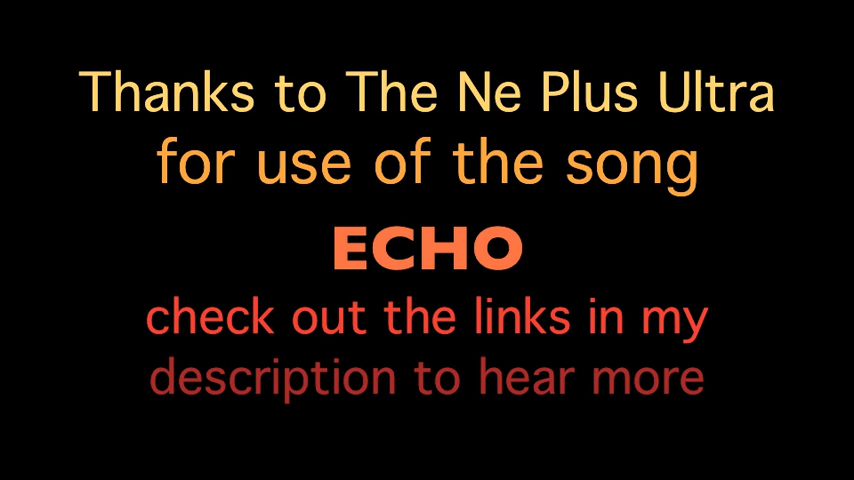 Thanks to The Ne Plus Ultra
for use of the song
ECHO
check out the links in my
description to hear more